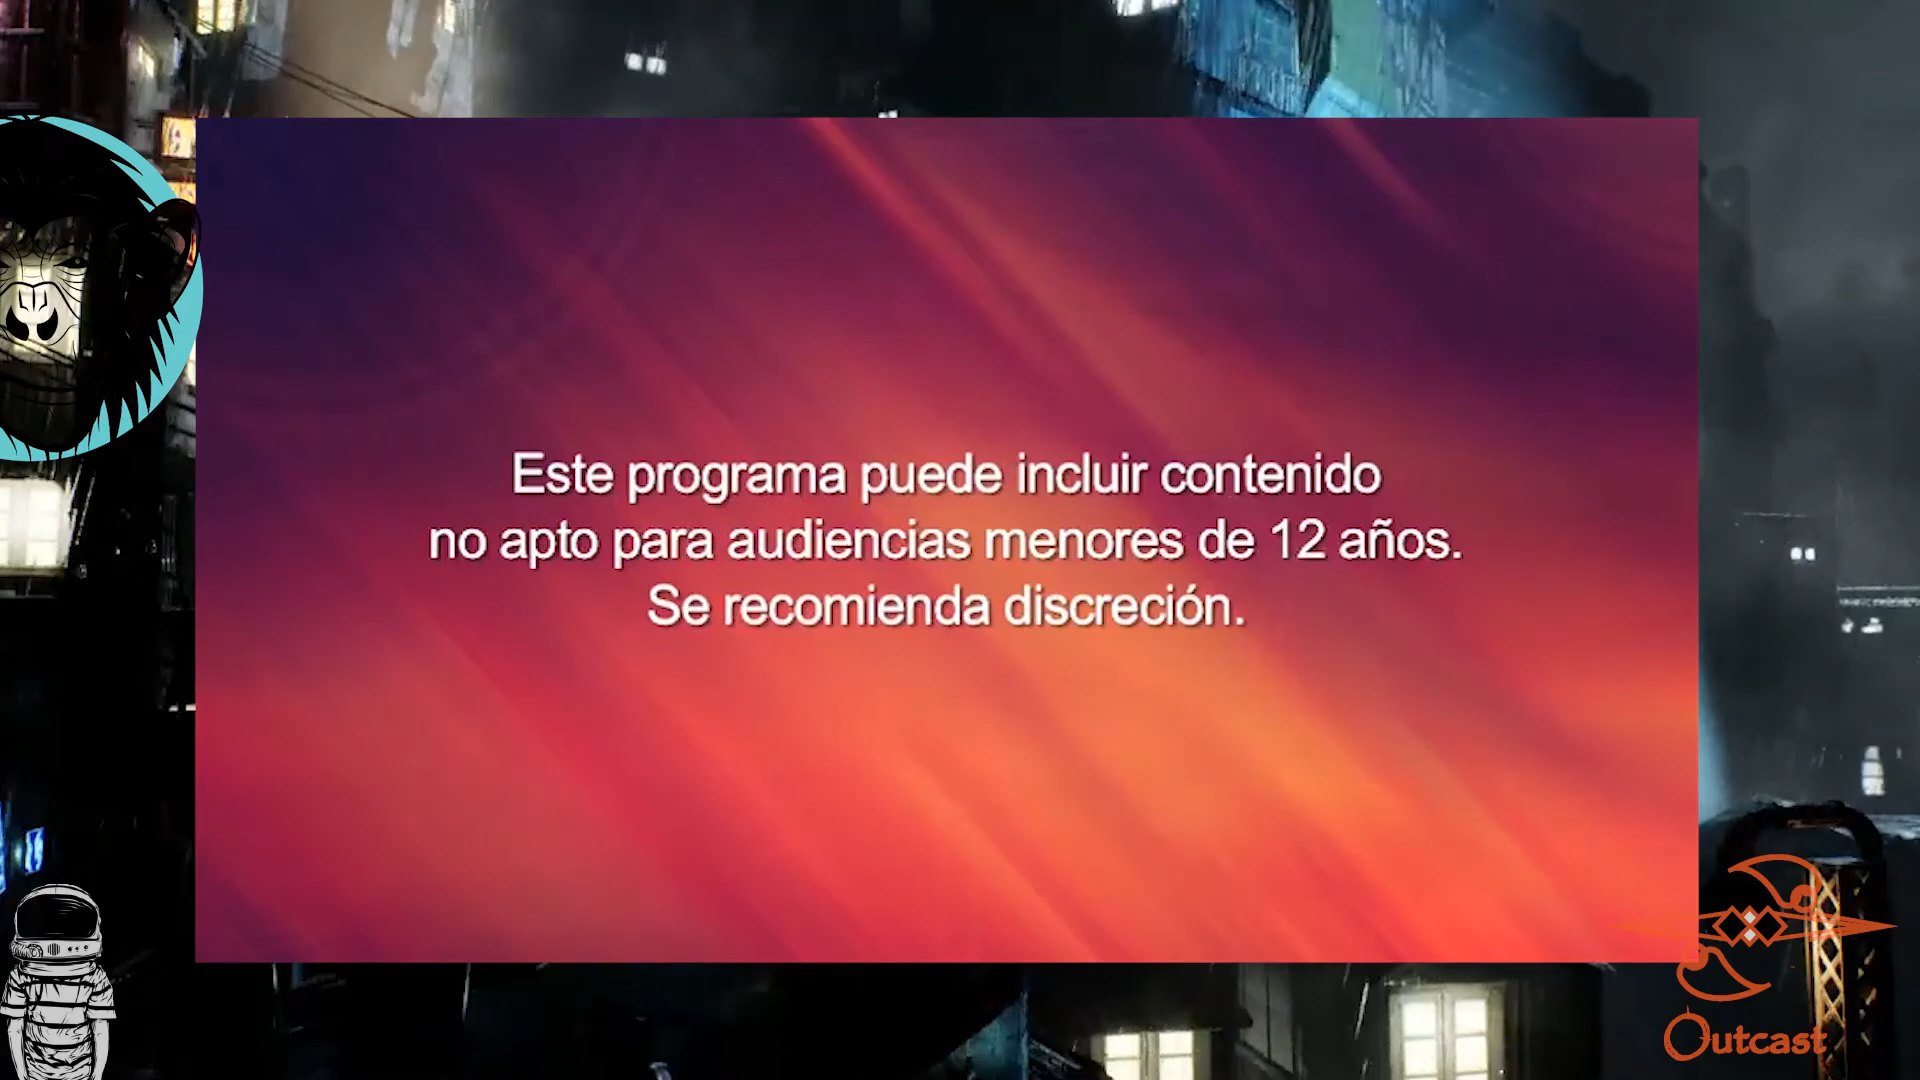 Este programa puede incluir contenido
no apto para audiencias menores de 12 años.
Se recomienda discreción.
Outcast